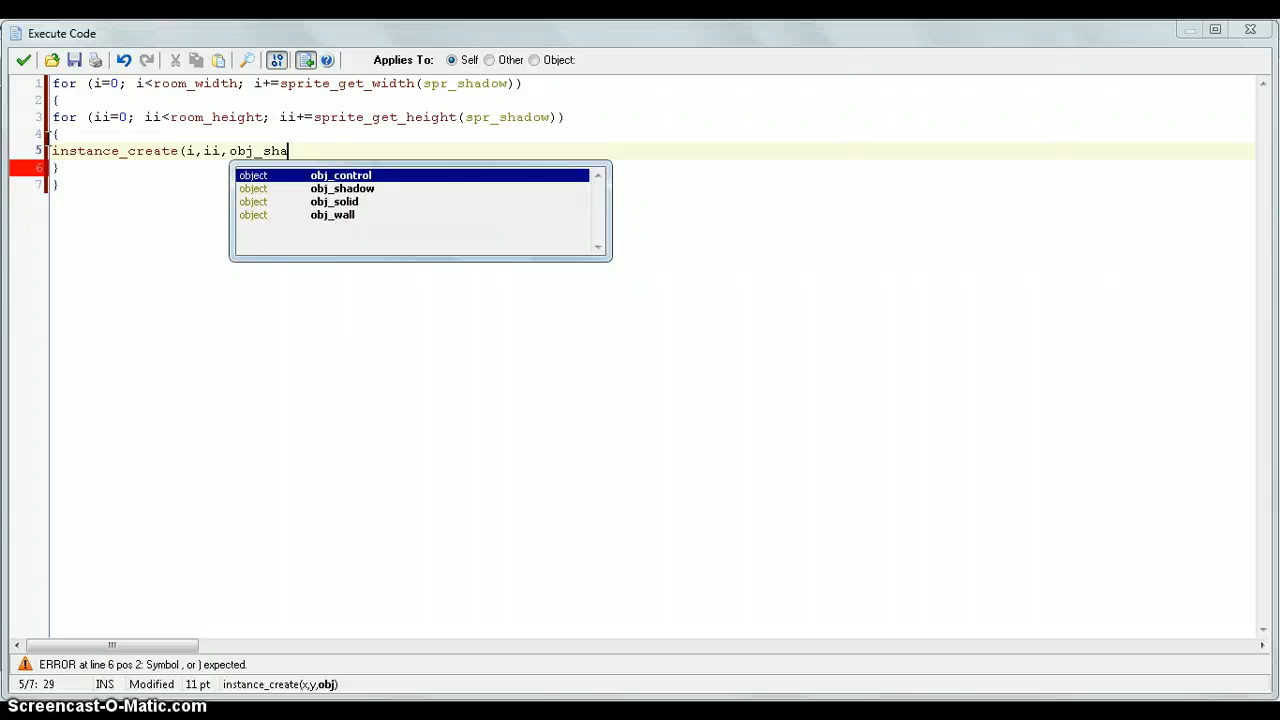 Execute Code
Applies To: Self Other Object:
1 for (i=0; i<room_width; i+=sprite_get_width(spr_shadow))
2 {
3 for (ii=0; ii<room_height; ii+=sprite_get_height(spr_shadow))
4 {
5 instance_create(i,ii,obj_sha
6 }
7 }
object obj_control
object obj_shadow
object obj_solid
object obj_wall
ERROR at line 6 pos 2: Symbol , or ) expected.
5/7: 29 INS Modified 11 pt instance_create(x,y,obj)
Screencast-O-Matic.com